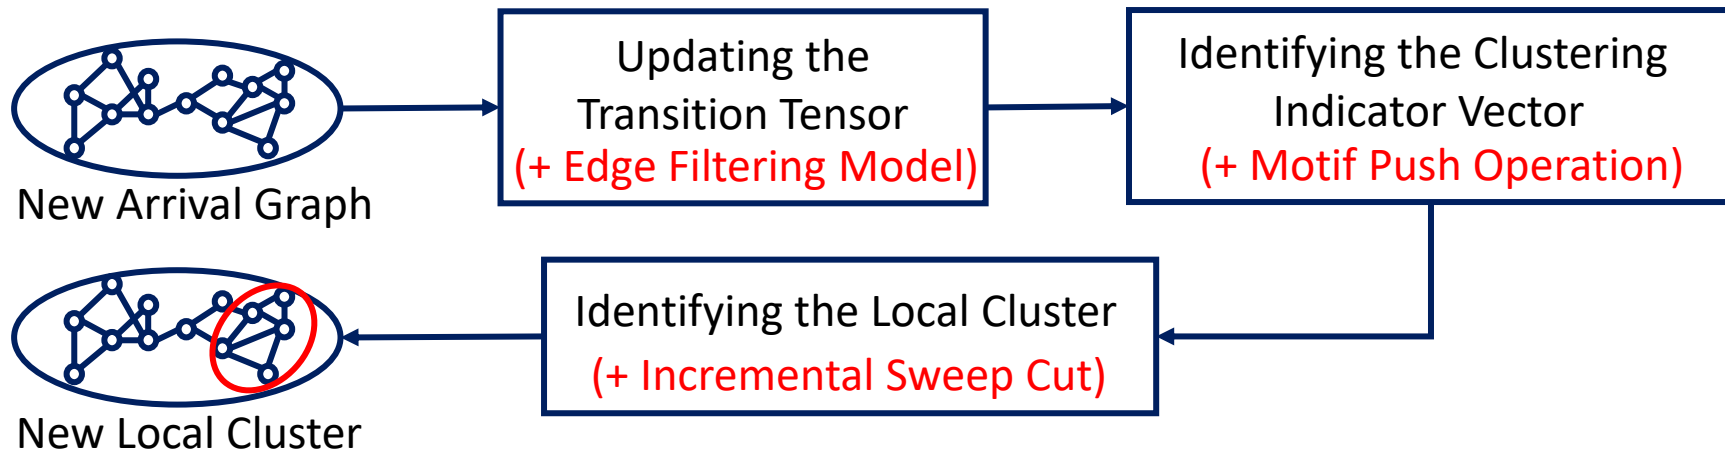 New Arrival Graph
Updating the
Transition Tensor
(+ Edge Filtering Model)
Identifying the Clustering
Indicator Vector
(+ Motif Push Operation)
Identifying the Local Cluster
(+ Incremental Sweep Cut)
New Local Cluster